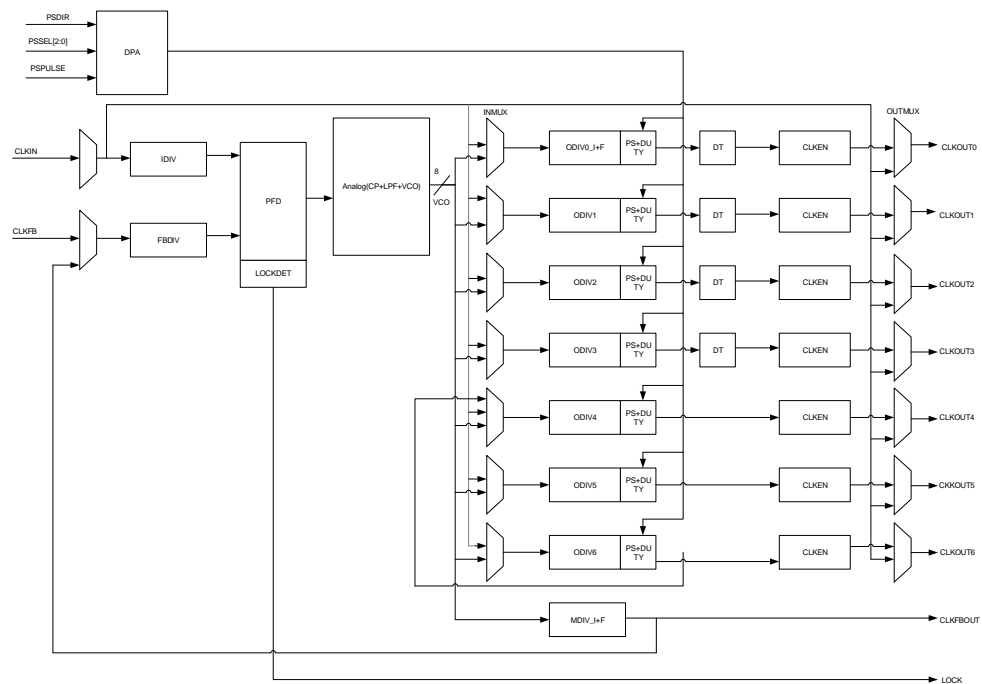 PSDIR
PSSEL[2:0]
PSPULSE
DPA
CLKIN
IDIV
CLKFB
FBDIV
PFD
LOCKDET
Analog(CP+LPF+VCO)
8
VCO
INMUX
OUTMUX
ODIV0_I+F
PS+DU
TY
DT
CLKEN
CLKOUT0
ODIV1
PS+DU
TY
DT
CLKEN
CLKOUT1
ODIV2
PS+DU
TY
DT
CLKEN
CLKOUT2
ODIV3
PS+DU
TY
DT
CLKEN
CLKOUT3
ODIV4
PS+DU
TY
CLKEN
CLKOUT4
ODIV5
PS+DU
TY
CLKEN
CKKOUT5
ODIV6
PS+DU
TY
CLKEN
CLKOUT6
MDIV_I+F
CLKFBOUT
LOCK